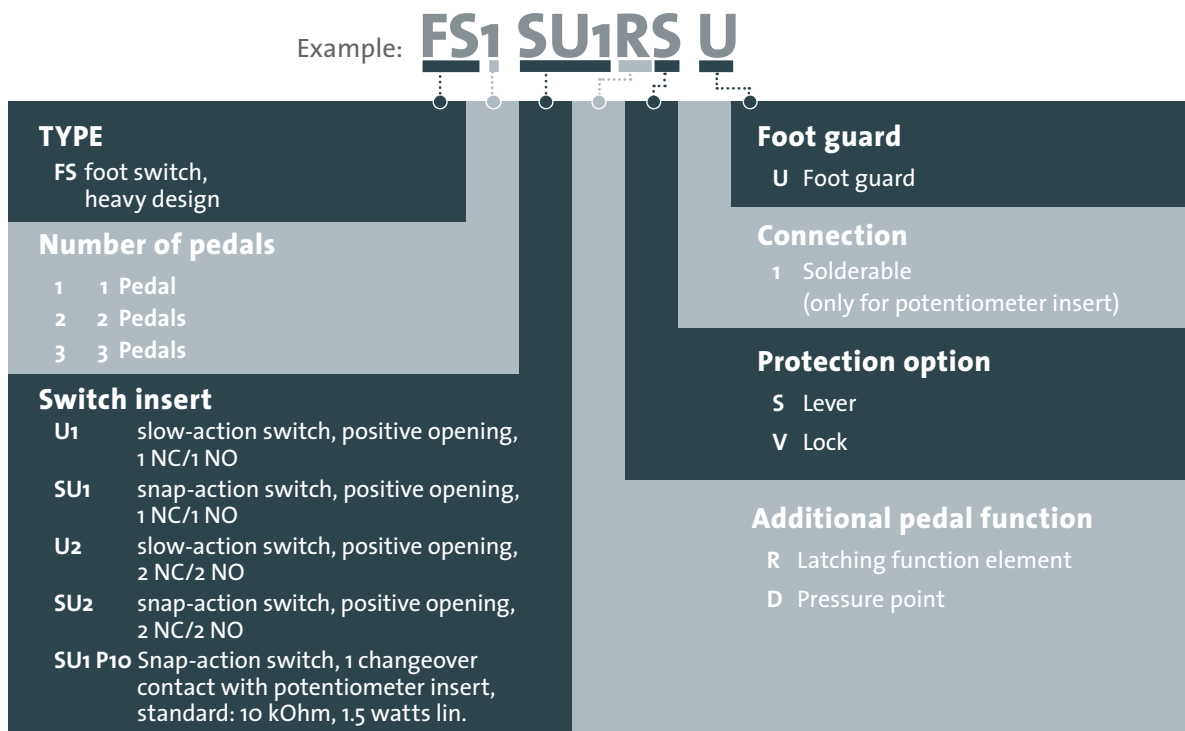 Example: FS1 SU1RS U
TYPE
FS foot switch,
heavy design
Number of pedals
1 1 Pedal
2 2 Pedals
3 3 Pedals
Switch insert
U1 slow-action switch, positive opening,
1 NC/1 NO
SU1 snap-action switch, positive opening,
1 NC/1 NO
U2 slow-action switch, positive opening,
2 NC/2 NO
SU2 snap-action switch, positive opening,
2 NC/2 NO
SU1 P10 Snap-action switch, 1 changeover
contact with potentiometer insert,
standard: 10 kOhm, 1.5 watts lin.
Foot guard
U Foot guard
Connection
1 Solderable
(only for potentiometer insert)
Protection option
S Lever
V Lock
Additional pedal function
R Latching function element
D Pressure point